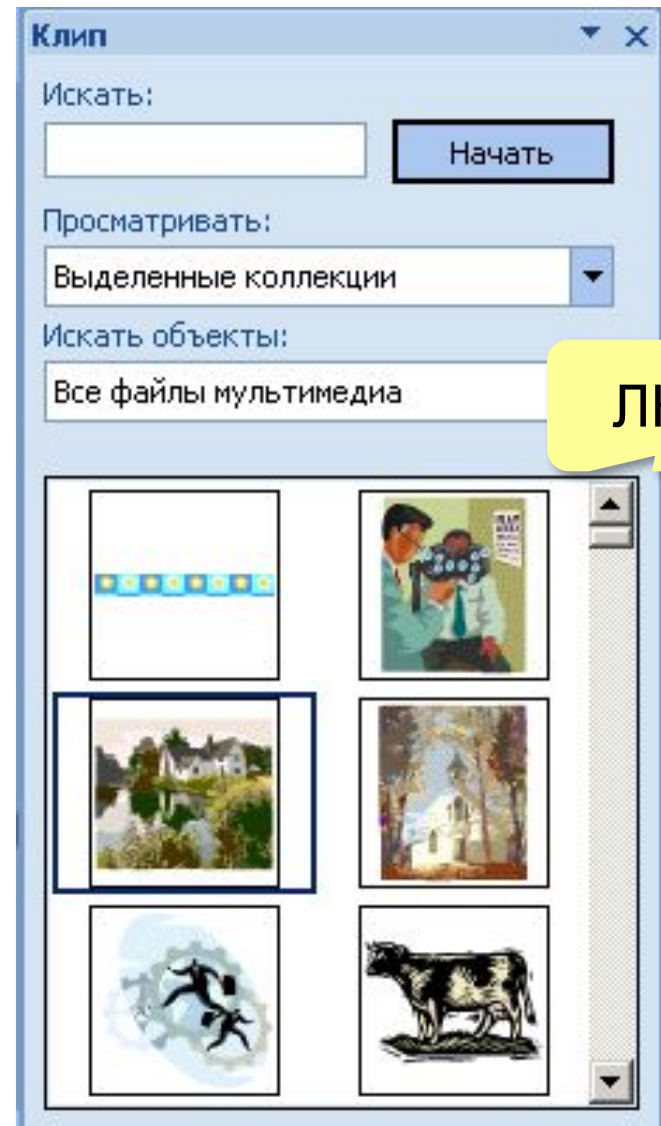 Клип
Искать:
Начать
Просматривать:
Выделенные коллекции
Искать объекты:
Все файлы мультимедиа